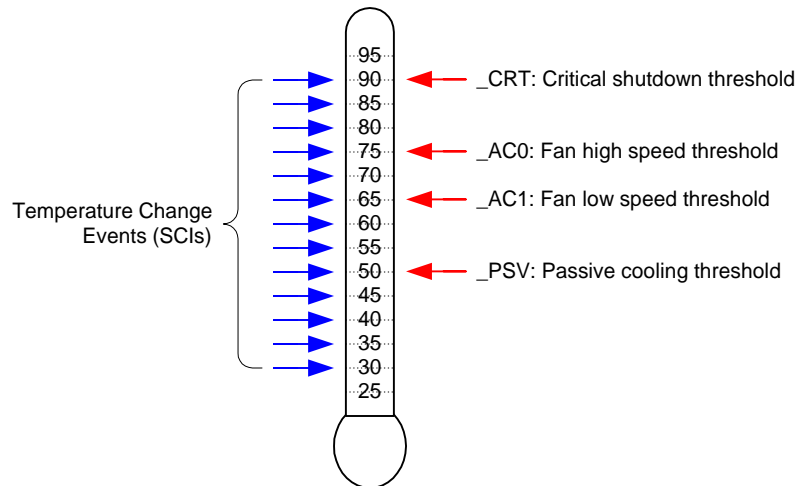 95
90
85
80
75
70
65
60
55
50
45
40
35
30
25
Temperature Change
Events (SCIs)
_CRT: Critical shutdown threshold
_AC0: Fan high speed threshold
_AC1: Fan low speed threshold
_PSV: Passive cooling threshold